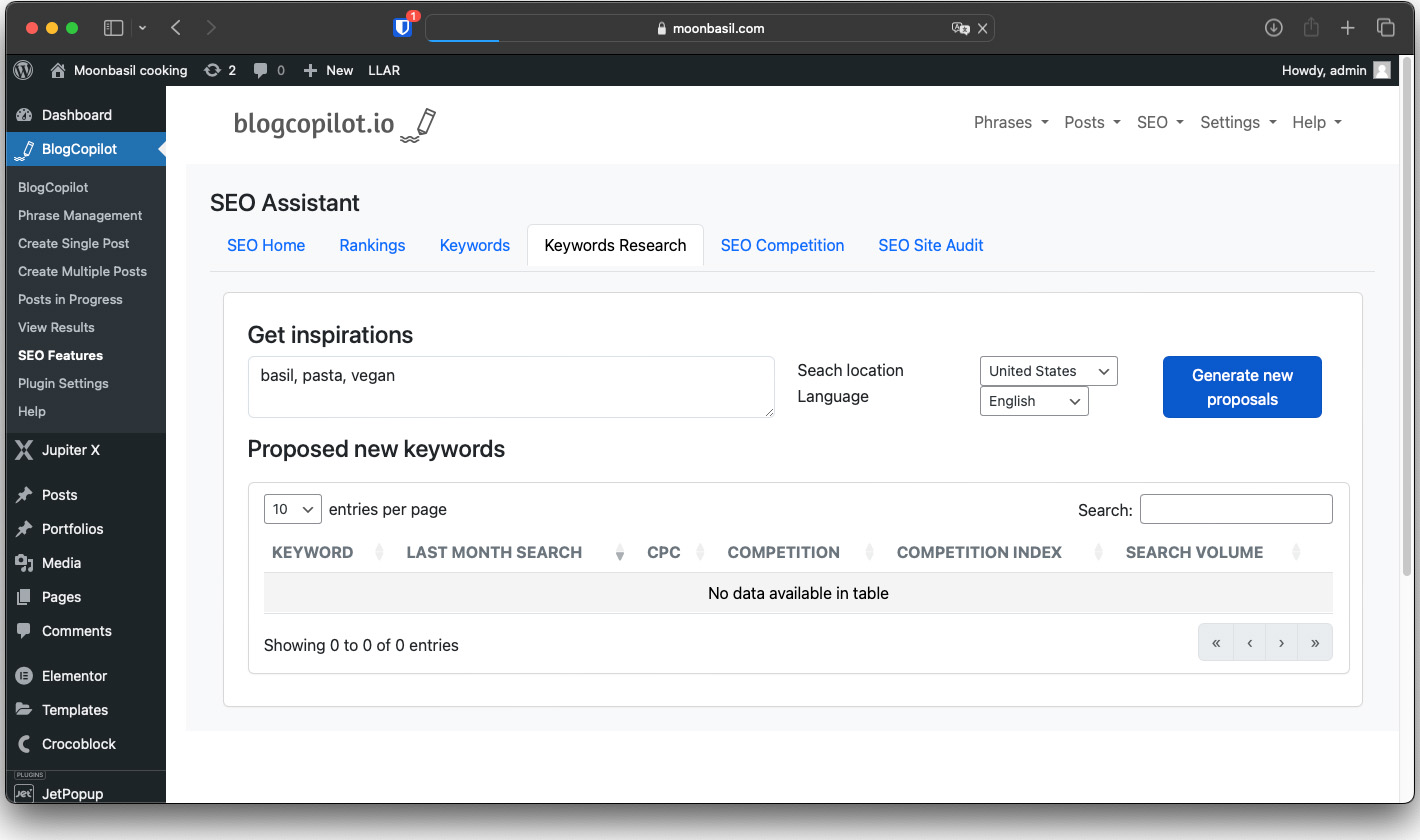 1
moonbasil.com
Moonbasil cooking 2 0 New LLAR
Howdy, admin
Dashboard
BlogCopilot
BlogCopilot
Phrase Management
Create Single Post
Create Multiple Posts
Posts in Progress
View Results
SEO Features
Plugin Settings
Help
Jupiter X
Posts
Portfolios
Media
Pages
Comments
Elementor
Templates
Crocoblock
PLUGINS
Jet
JetPopup
blogcopilot.io
Phrases Posts SEO Settings Help
SEO Assistant
SEO Home Rankings Keywords Keywords Research SEO Competition SEO Site Audit
Get inspirations
basil, pasta, vegan
Seach location
United States
Language
English
Generate new
proposals
Proposed new keywords
10 entries per page
Search:
KEYWORD LAST MONTH SEARCH CPC COMPETITION COMPETITION INDEX SEARCH VOLUME
No data available in table
Showing 0 to 0 of 0 entries
« ‹ › »